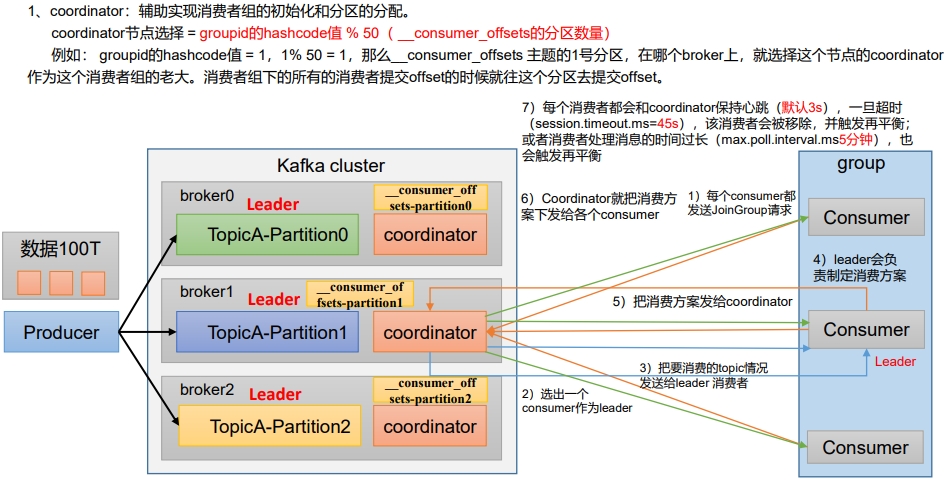 1、coordinator：辅助实现消费者组的初始化和分区的分配。
coordinator节点选择 = groupid的hashcode值 % 50（ __consumer_offsets的分区数量）
例如： groupid的hashcode值 = 1，1% 50 = 1，那么__consumer_offsets 主题的1号分区，在哪个broker上，就选择这个节点的coordinator
作为这个消费者组的老大。消费者组下的所有的消费者提交offset的时候就往这个分区去提交offset。
7）每个消费者都会和coordinator保持心跳（默认3s），一旦超时
（session.timeout.ms=45s），该消费者会被移除，并触发再平衡；
或者消费者处理消息的时间过长（max.poll.interval.ms5分钟），也
会触发再平衡
Kafka cluster
group
broker0
Leader
__consumer_off
sets-partition0
TopicA-Partition0
coordinator
6）Coordinator就把消费方
案下发给各个consumer
1）每个consumer都
发送JoinGroup请求
Consumer
数据100T
4）leader会负
责制定消费方案
broker1
Leader
__consumer_of
fsets-partition1
5）把消费方案发给coordinator
Producer
TopicA-Partition1
coordinator
Consumer
Leader
3）把要消费的topic情况
发送给leader 消费者
broker2
Leader
__consumer_off
sets-partition2
2）选出一个
consumer作为leader
TopicA-Partition2
coordinator
Consumer